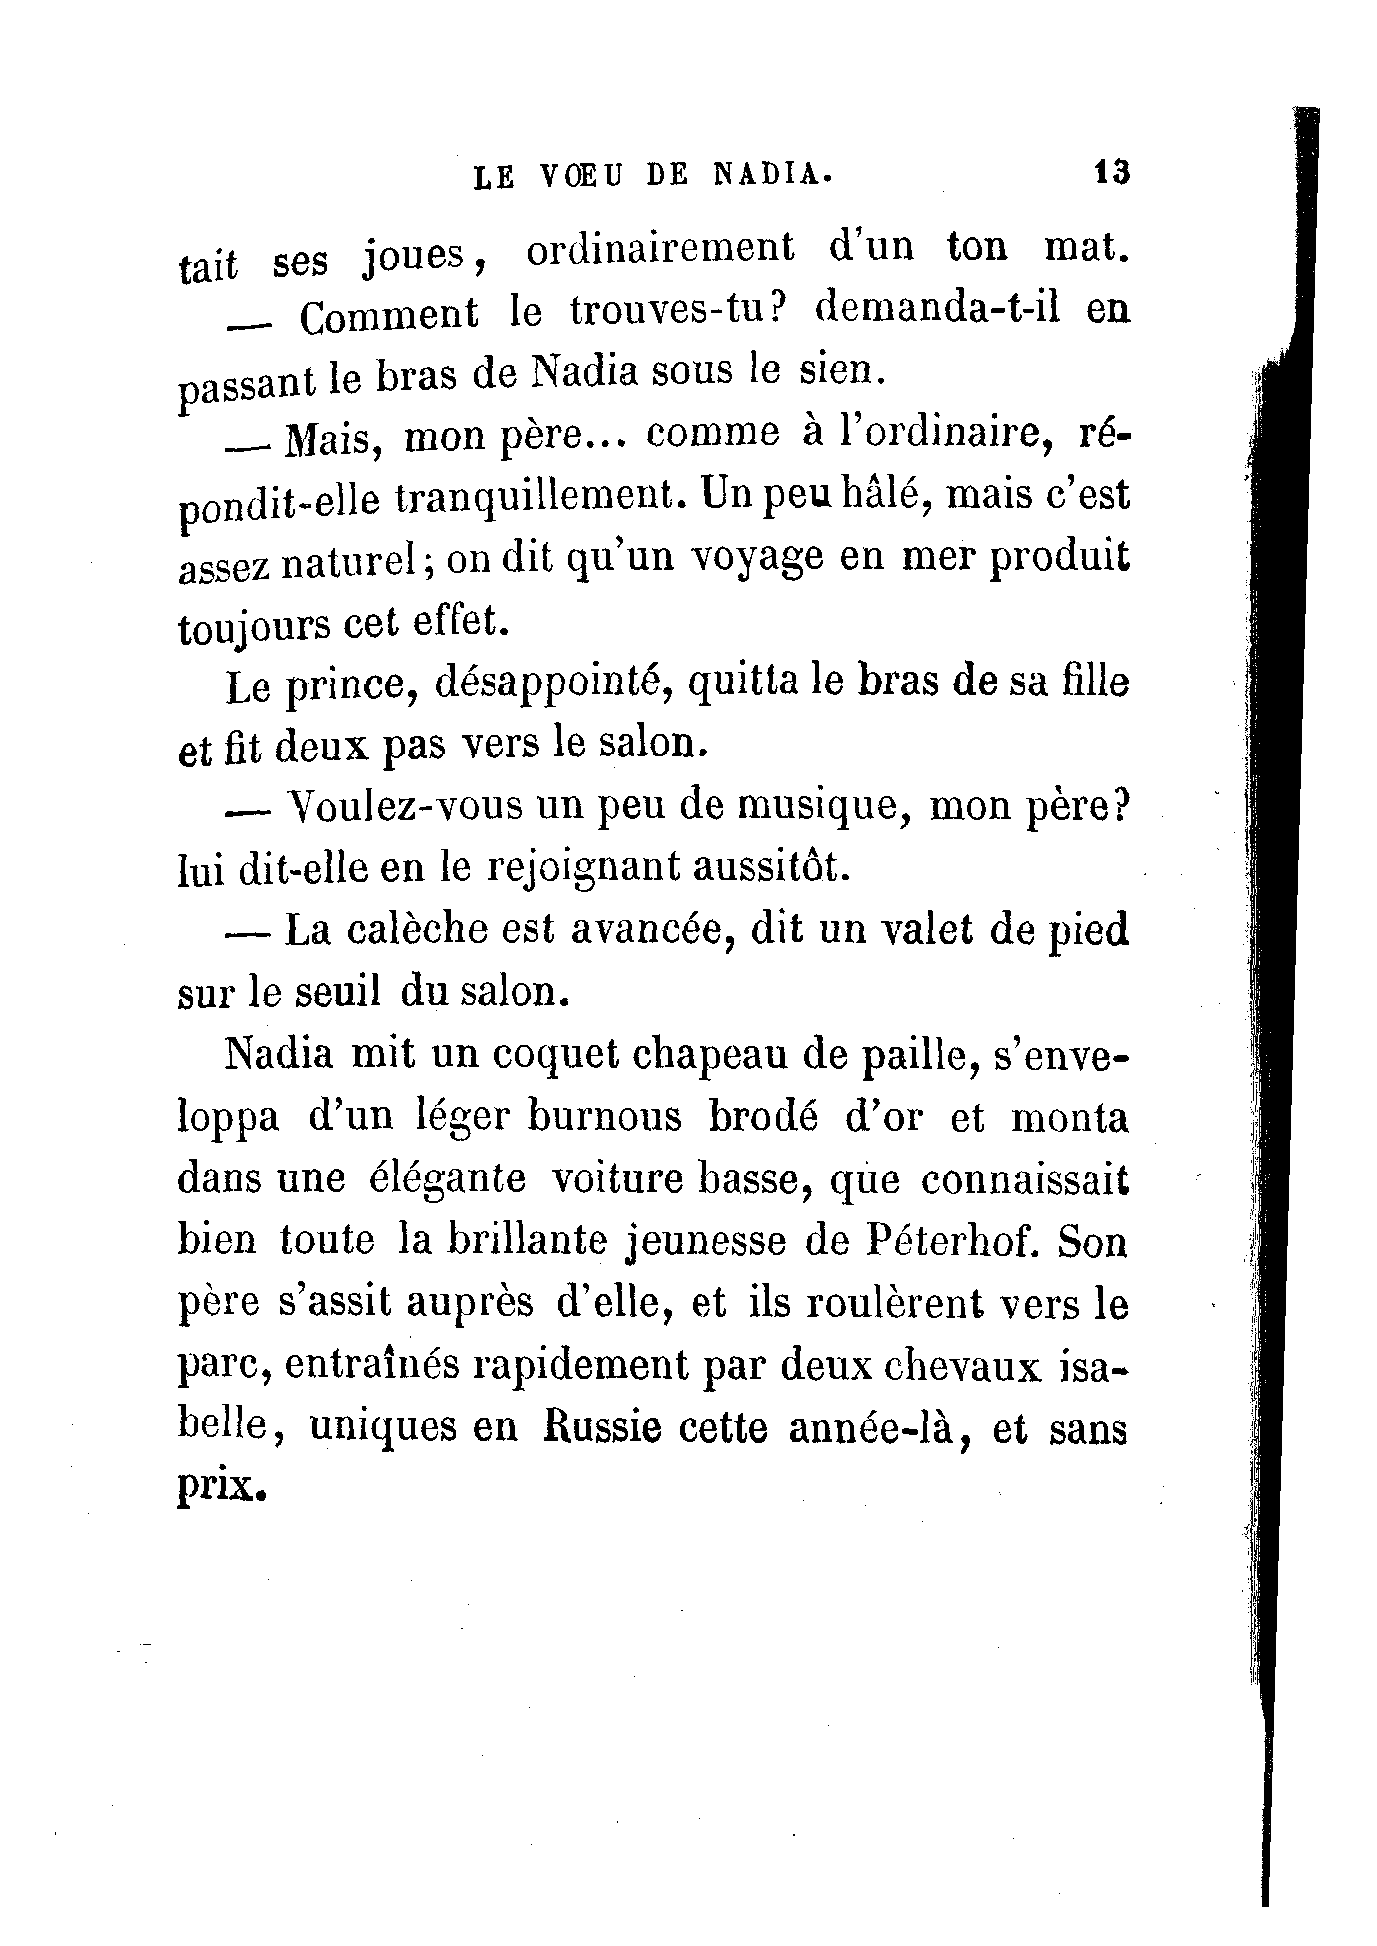 LE VŒU DE NADIA. 13
tait ses joues, ordinairement d'un ton mat.
— Comment le trouves-tu? demanda-t-il en
passant le bras de Nadia sous le sien.
— Mais, mon père... comme à l'ordinaire, ré-
pondit-elle tranquillement. Un peu hâlé, mais c'est
assez naturel; on dit qu'un voyage en mer produit
toujours cet effet.
Le prince, désappointé, quitta le bras de sa fille
et fit deux pas vers le salon.
— Voulez-vous un peu de musique, mon père?
lui dit-elle en le rejoignant aussitôt.
— La calèche est avancée, dit un valet de pied
sur le seuil du salon.
Nadia mit un coquet chapeau de paille, s'enve-
loppa d'un léger burnous brodé d'or et monta
dans une élégante voiture basse, que connaissait
bien toute la brillante jeunesse de Péterhof. Son
père s'assit auprès d'elle, et ils roulèrent vers le
parc, entraînés rapidement par deux chevaux isa-
belle, uniques en Russie cette année-là, et sans
prix.